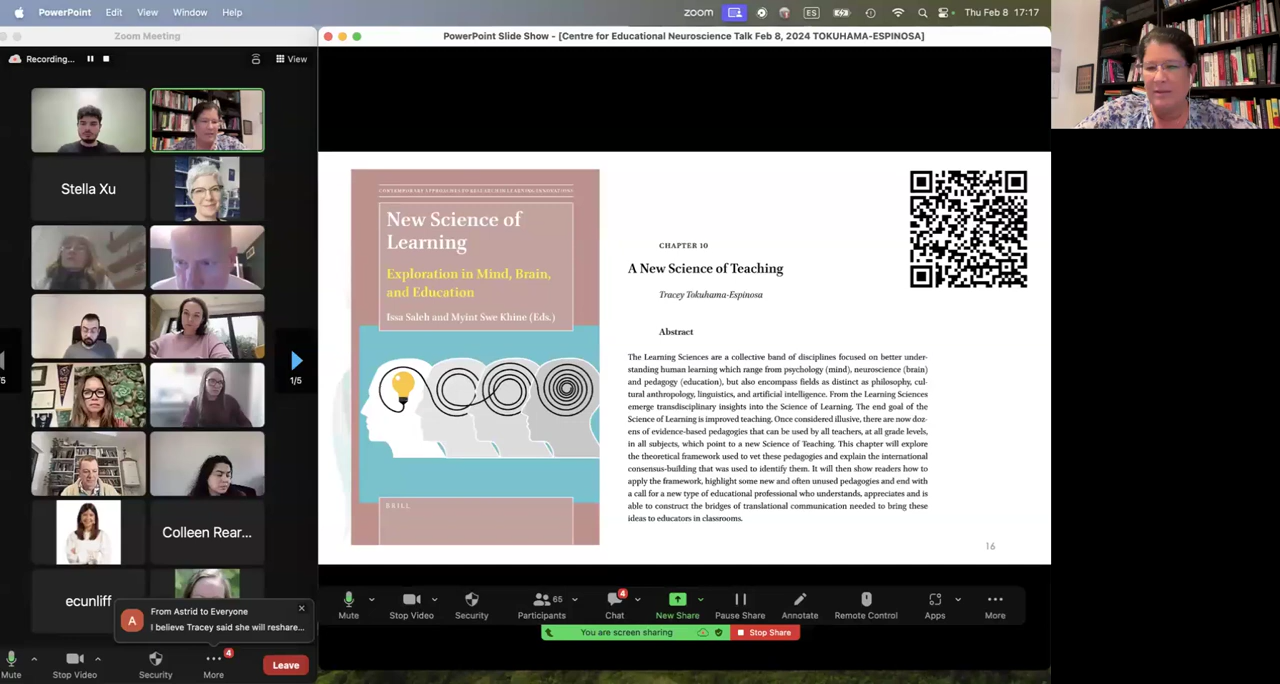 PowerPoint Edit View Window Help
zoom ES Thu Feb 8 17:17
Zoom Meeting
PowerPoint Slide Show - [Centre for Educational Neuroscience Talk Feb 8, 2024 TOKUHAMA-ESPINOSA]
Recording...
View
Stella Xu
1/5
Colleen Rear...
ecunliff
From Astrid to Everyone
A
I believe Tracey said she will reshare...
Mute
Stop Video
Security
4
More
Leave
CONTEMPORARY APPROACHES TO RESEARCH IN LEARNING INNOVATIONS
New Science of
Learning
Exploration in Mind, Brain,
and Education
Issa Saleh and Myint Swe Khine (Eds.)
BRILL
CHAPTER 10
A New Science of Teaching
Tracey Tokuhama-Espinosa
Abstract
The Learning Sciences are a collective band of disciplines focused on better under-
standing human learning which range from psychology (mind), neuroscience (brain)
and pedagogy (education), but also encompass fields as distinct as philosophy, cul-
tural anthropology, linguistics, and artificial intelligence. From the Learning Sciences
emerge transdisciplinary insights into the Science of Learning. The end goal of the
Science of Learning is improved teaching. Once considered illusive, there are now doz-
ens of evidence-based pedagogies that can be used by all teachers, at all grade levels,
in all subjects, which point to a new Science of Teaching. This chapter will explore
the theoretical framework used to vet these pedagogies and explain the international
consensus-building that was used to identify them. It will then show readers how to
apply the framework, highlight some new and often unused pedagogies and end with
a call for a new type of educational professional who understands, appreciates and is
able to construct the bridges of translational communication needed to bring these
ideas to educators in classrooms.
16
Mute
Stop Video
Security
65
Participants
4
Chat
New Share
Pause Share
Annotate
Remote Control
Apps
More
You are screen sharing
Stop Share